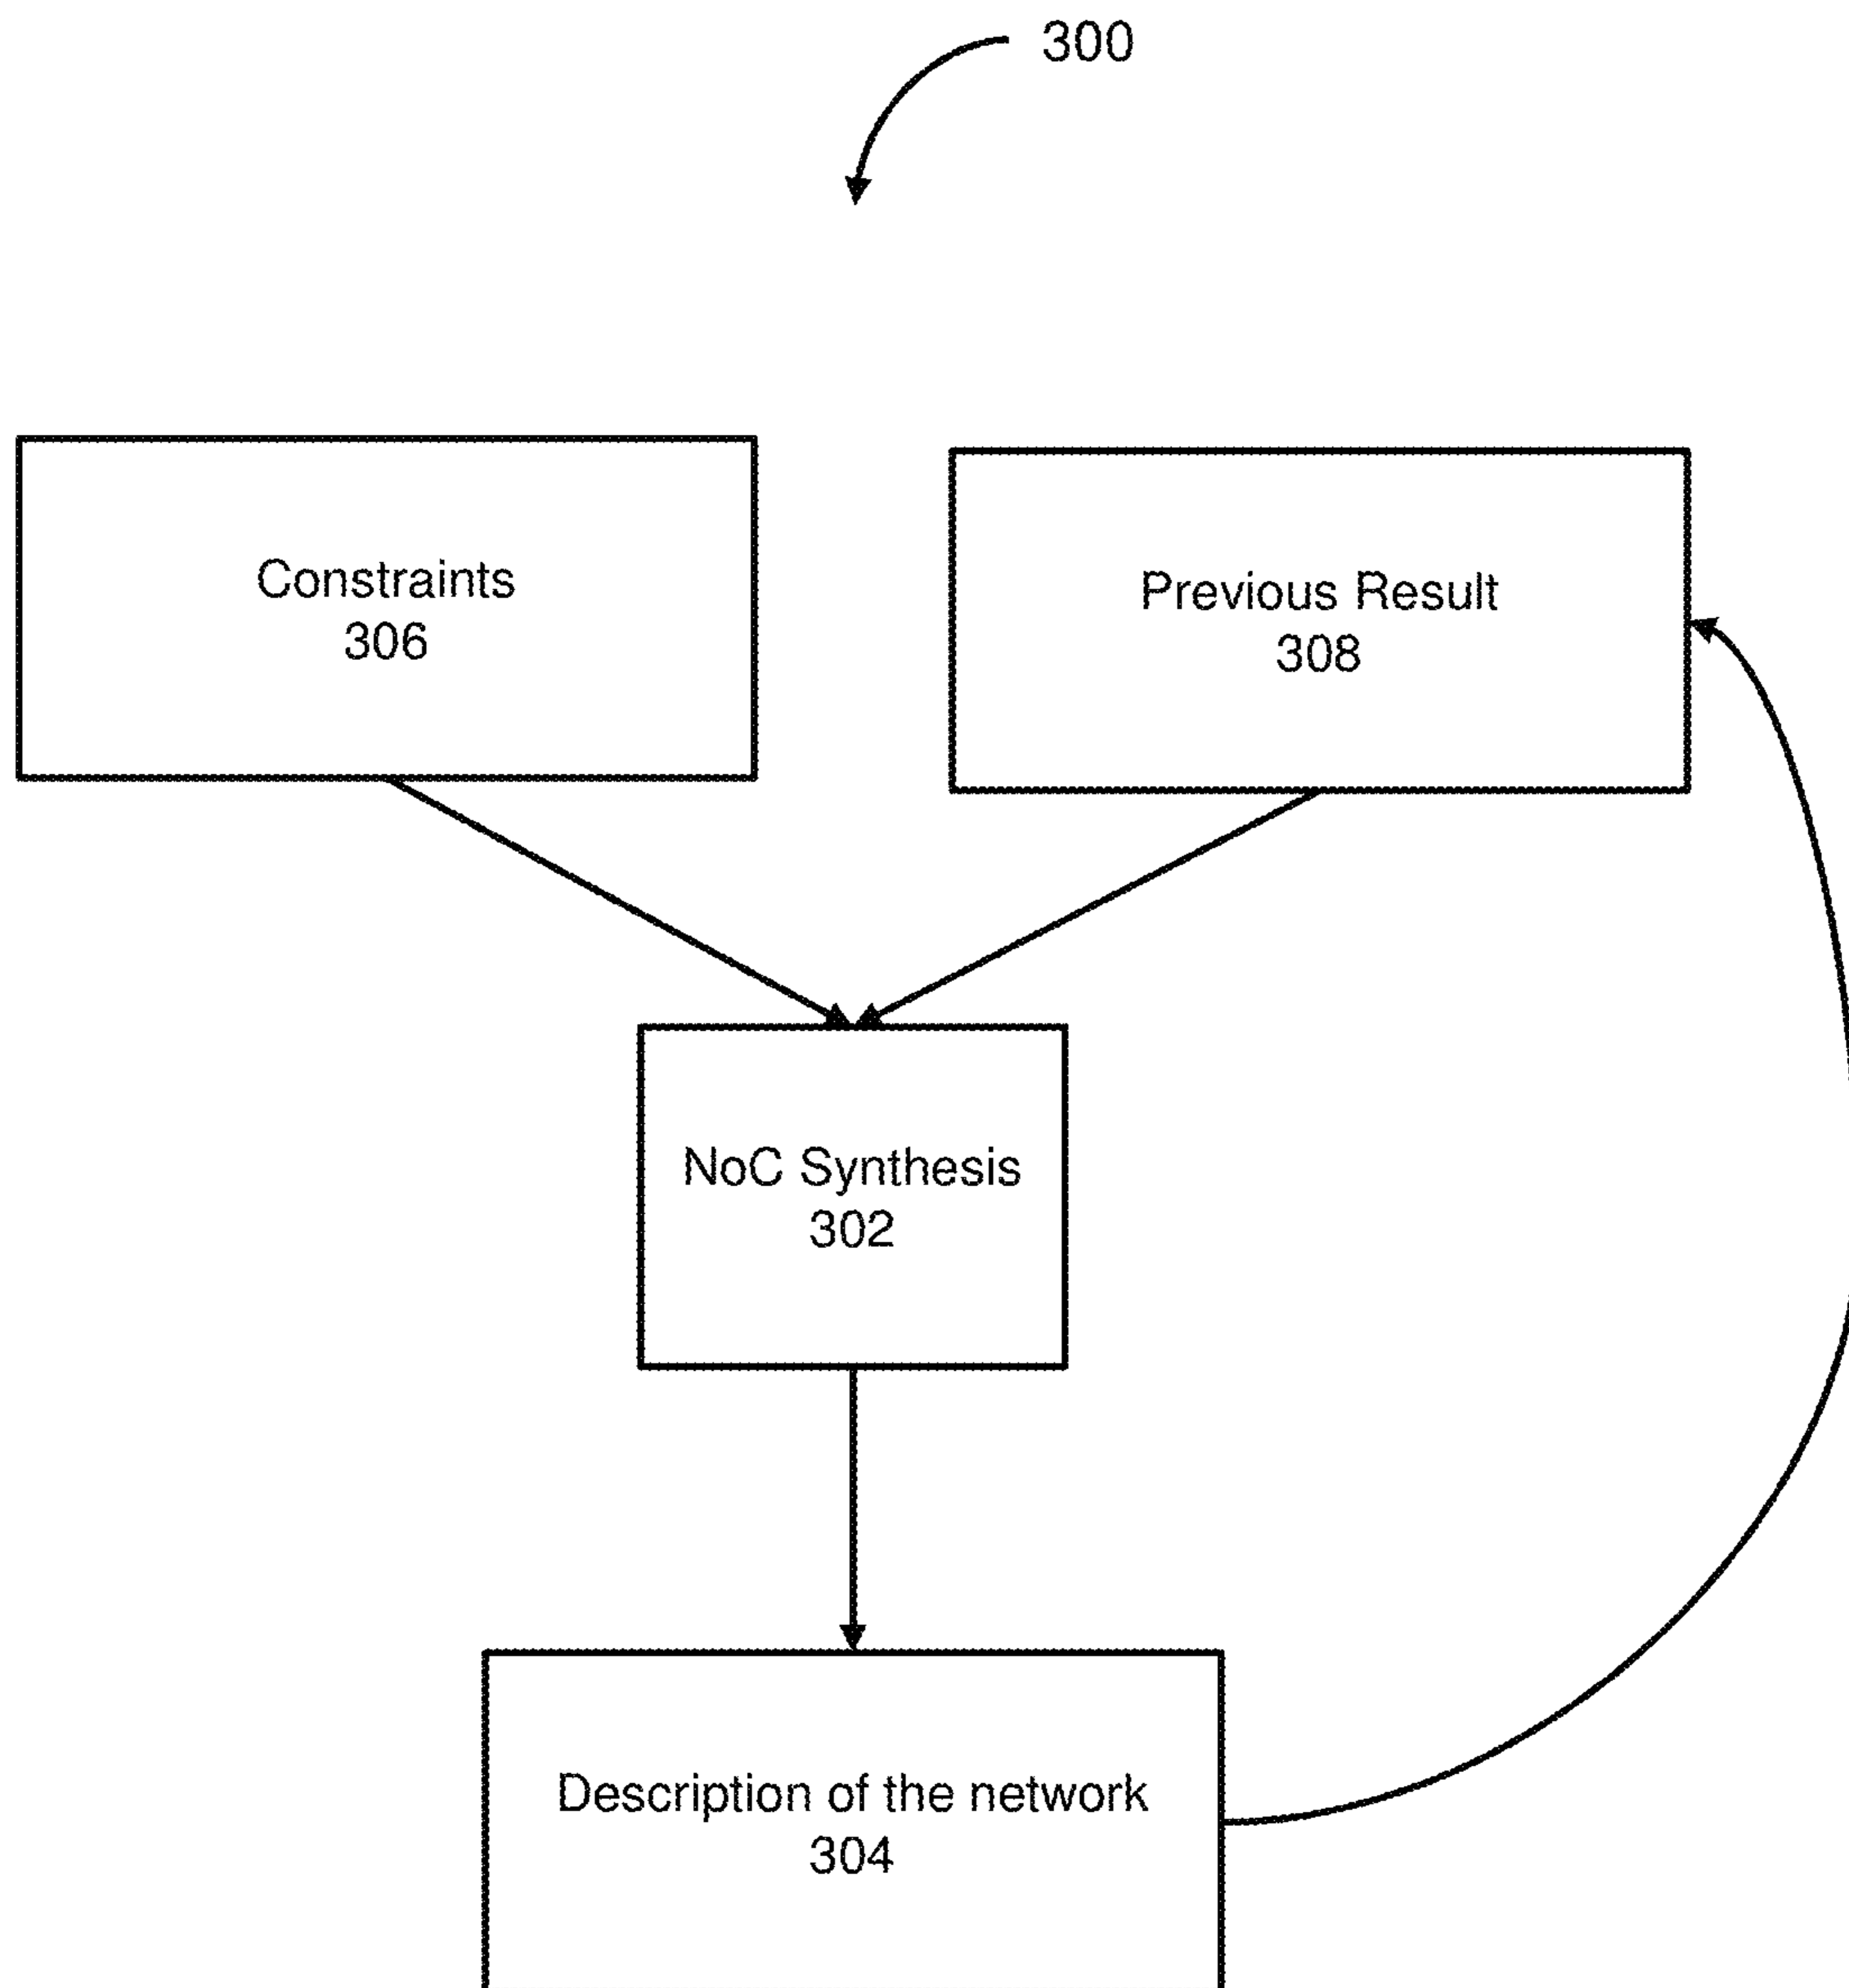 300
Constraints
306
Previous Result
308
NoC Synthesis
302
Description of the network
304